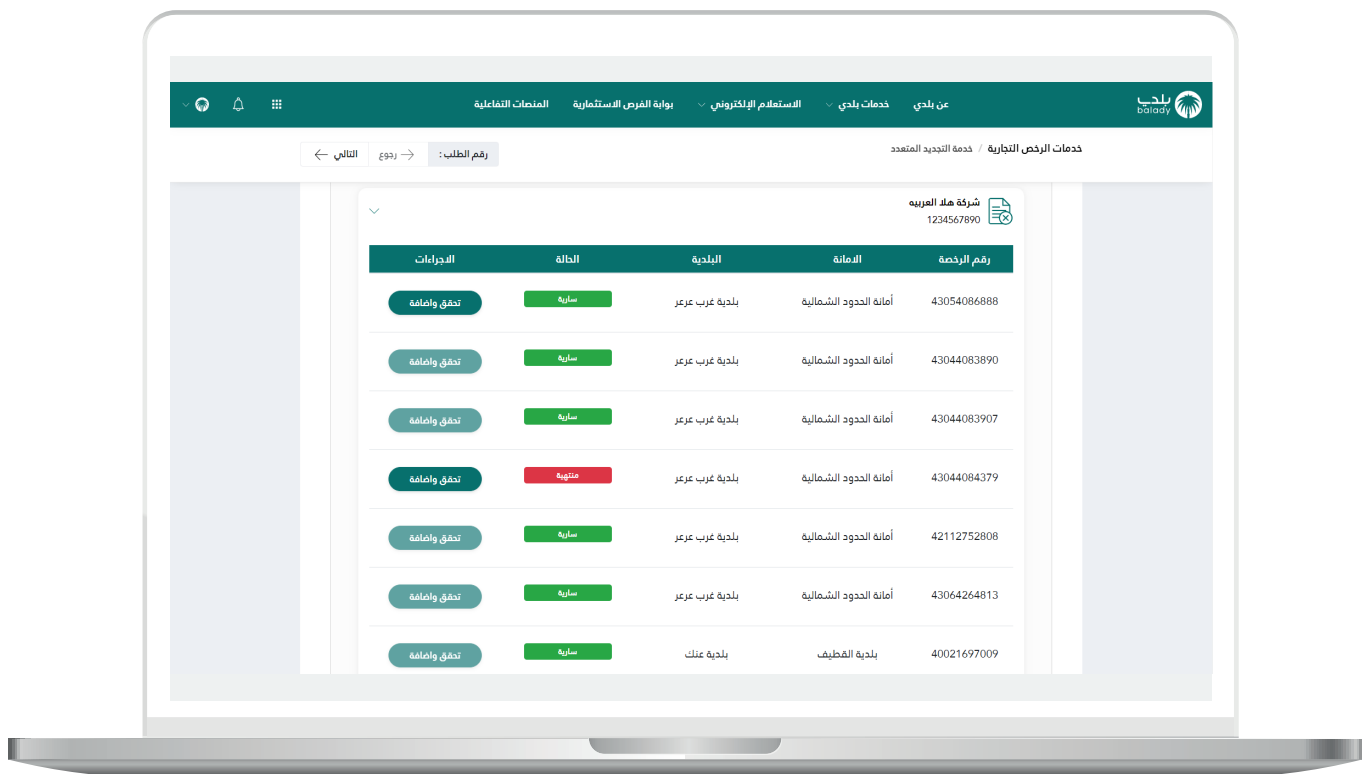 بلدي
balady
عن بلدي
خدمات بلدي
الاستعلام الإلكتروني
بوابة الفرص الاستثمارية
المنصات التفاعلية
خدمات الرخص التجارية / خدمة التجديد المتعدد
رقم الطلب :
رجوع
التالي
شركة هلا العربيه
1234567890
رقم الرخصة الامانة البلدية الحالة الاجراءات
43054086888 أمانة الحدود الشمالية بلدية غرب عرعر سارية تحقق واضافة
43044083890 أمانة الحدود الشمالية بلدية غرب عرعر سارية تحقق واضافة
43044083907 أمانة الحدود الشمالية بلدية غرب عرعر سارية تحقق واضافة
43044084379 أمانة الحدود الشمالية بلدية غرب عرعر منتهية تحقق واضافة
42112752808 أمانة الحدود الشمالية بلدية غرب عرعر سارية تحقق واضافة
43064264813 أمانة الحدود الشمالية بلدية غرب عرعر سارية تحقق واضافة
40021697009 بلدية القطيف بلدية عنك سارية تحقق واضافة